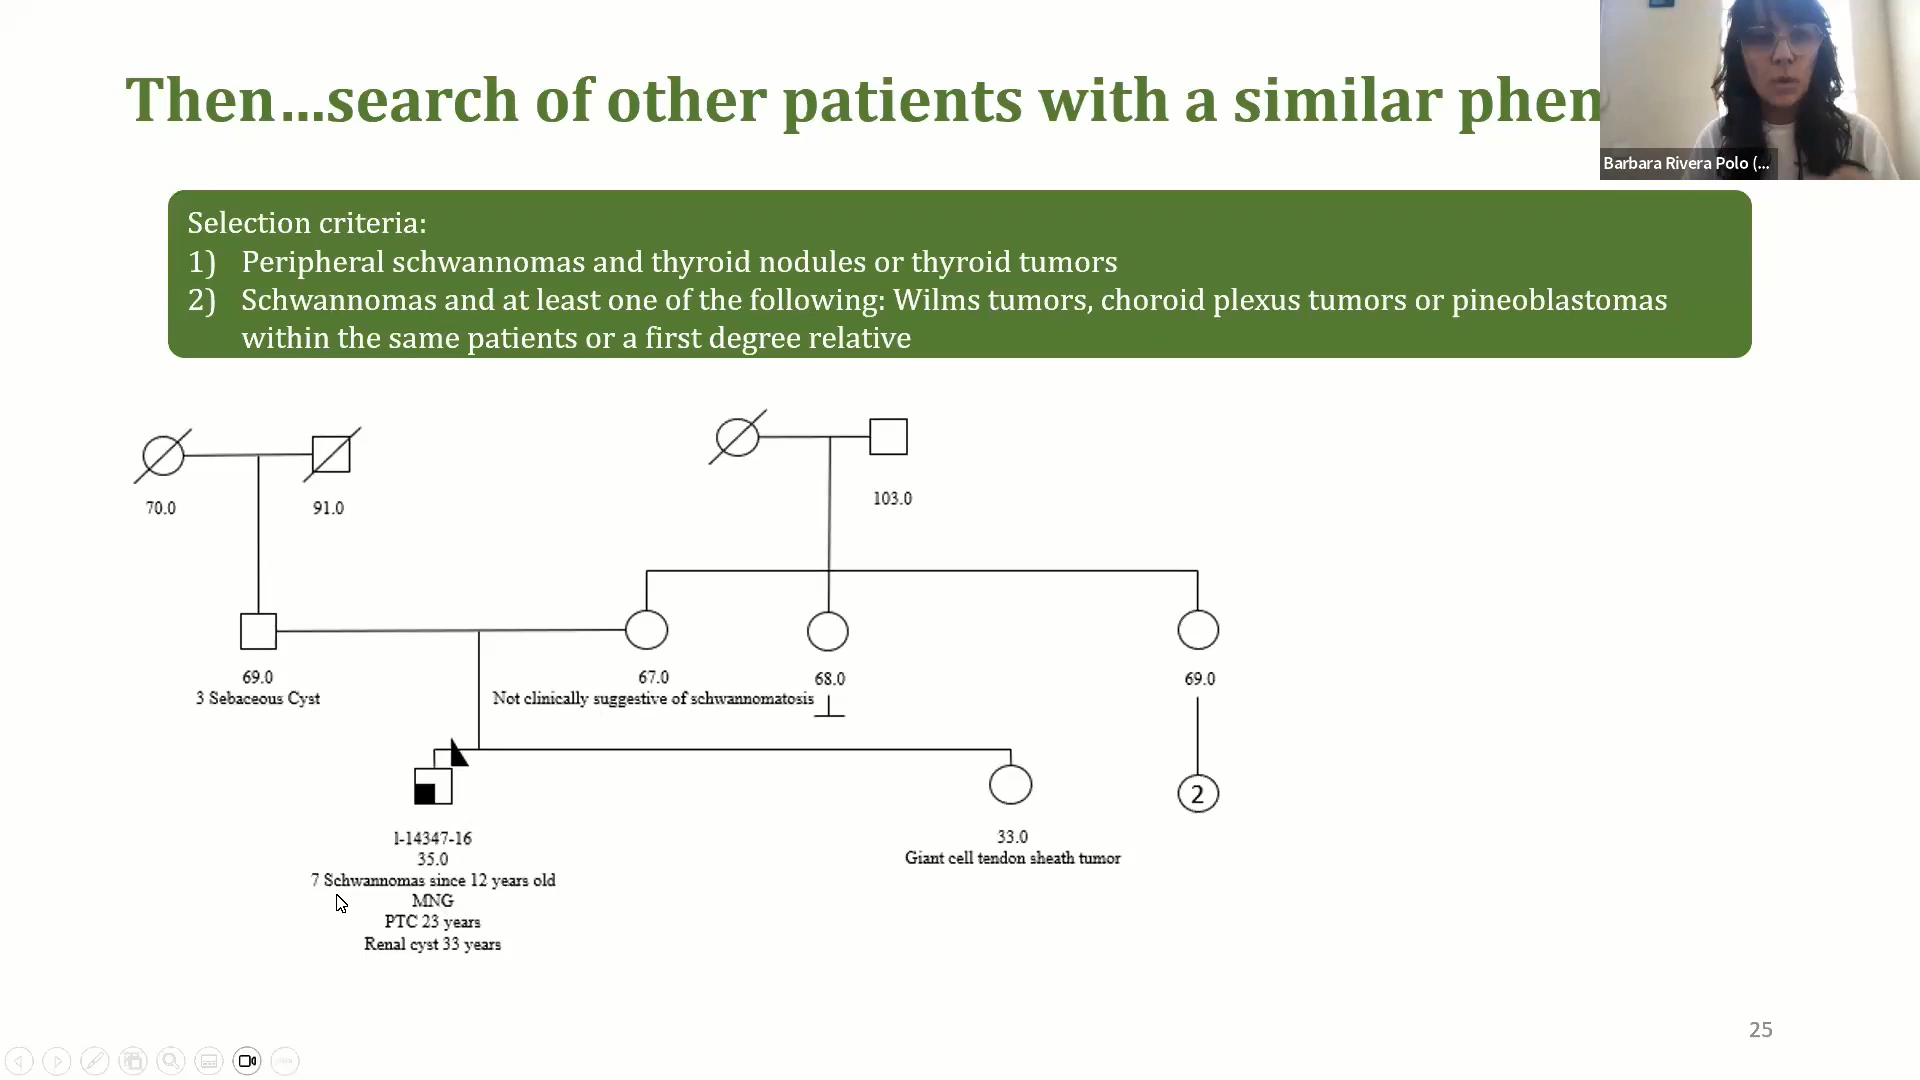 Then...search of other patients with a similar phen
Barbara Rivera Polo (...
Selection criteria:
1) Peripheral schwannomas and thyroid nodules or thyroid tumors
2) Schwannomas and at least one of the following: Wilms tumors, choroid plexus tumors or pineoblastomas
within the same patients or a first degree relative
70.0
91.0
103.0
69.0
3 Sebaceous Cyst
67.0
Not clinically suggestive of schwannomatosis
68.0
69.0
2
1-14347-16
35.0
7 Schwannomas since 12 years old
MNG
PTC 23 years
Renal cyst 33 years
33.0
Giant cell tendon sheath tumor
25